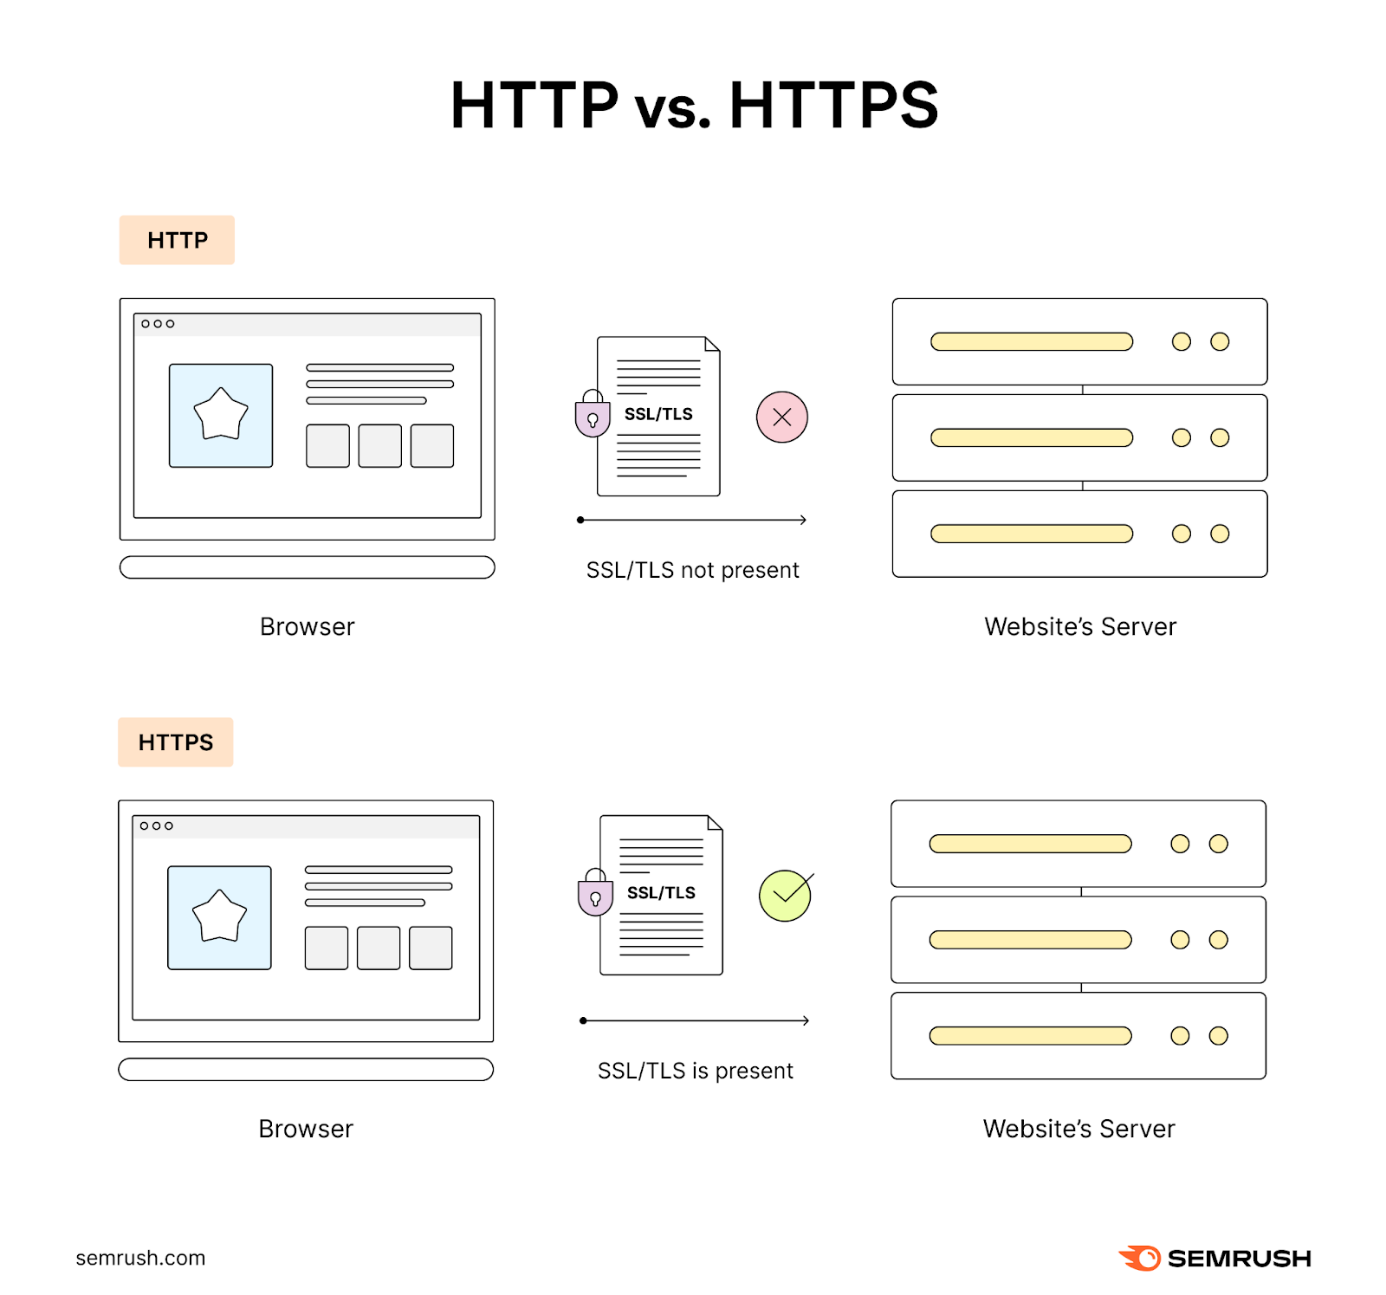 HTTP vs. HTTPS
HTTP
SSL/TLS
SSL/TLS not present
Browser
Website’s Server
HTTPS
SSL/TLS
SSL/TLS is present
Browser
Website’s Server
semrush.com
SEMRUSH